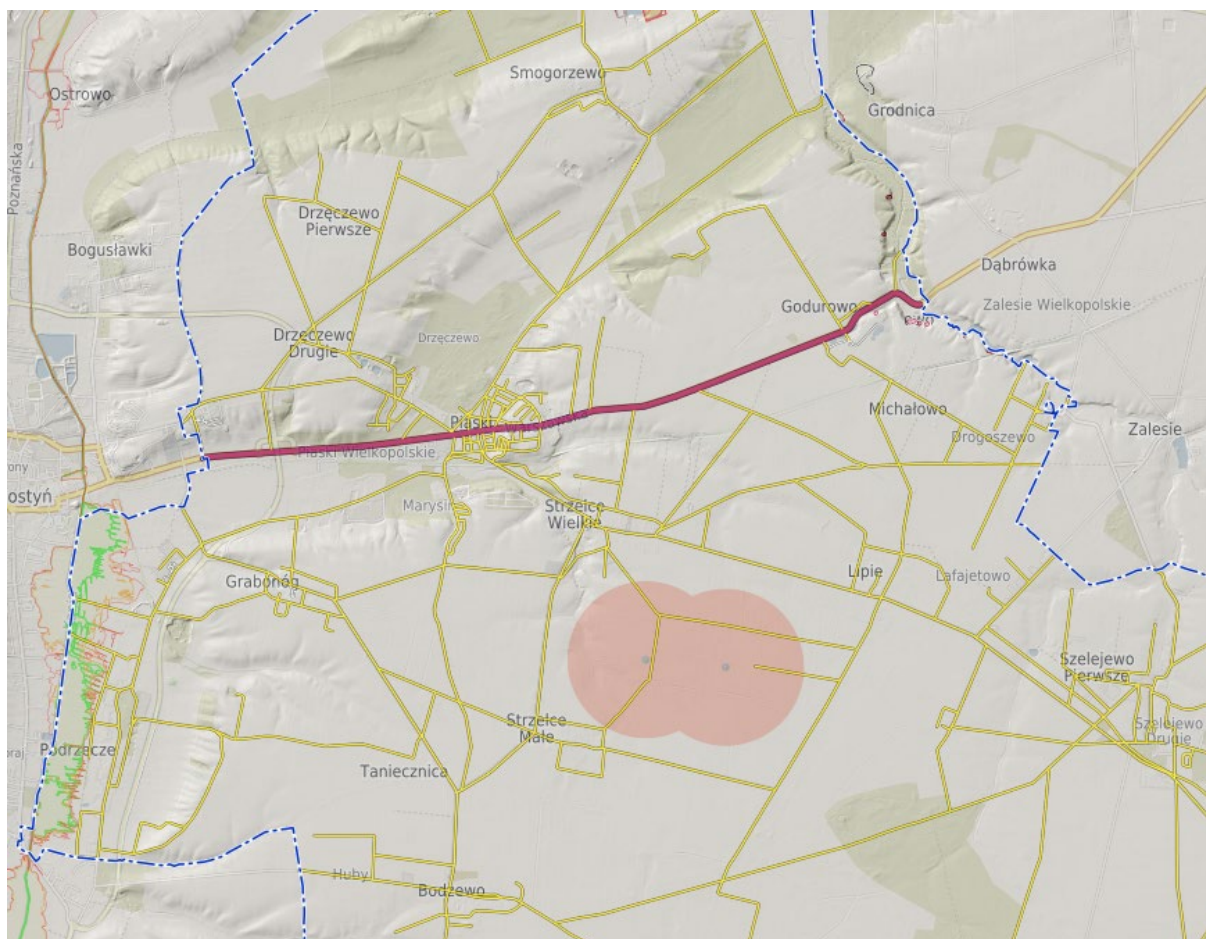 Smogorzewo
Ostrowo
Grodnica
Poznańska
Drzęczewo
Pierwsze
Bogusławki
Dąbrówka
Godurowo
Zalesie Wielkopolskie
Drzęczewo
Drugie
Drzęczewo
Michałowo
Piaski
Warszawska
Drogoszewo
Zalesie
Piaski Wielkopolskie
ostyń
Marysin
Strzelce
Wielkie
Grabonóg
Lipie
Lafajetowo
Szelejewo
Pierwsze
Strzelce
Małe
Szelejewo
Drugie
Podrzecze
Taniecznica
Huby
Bodzewo